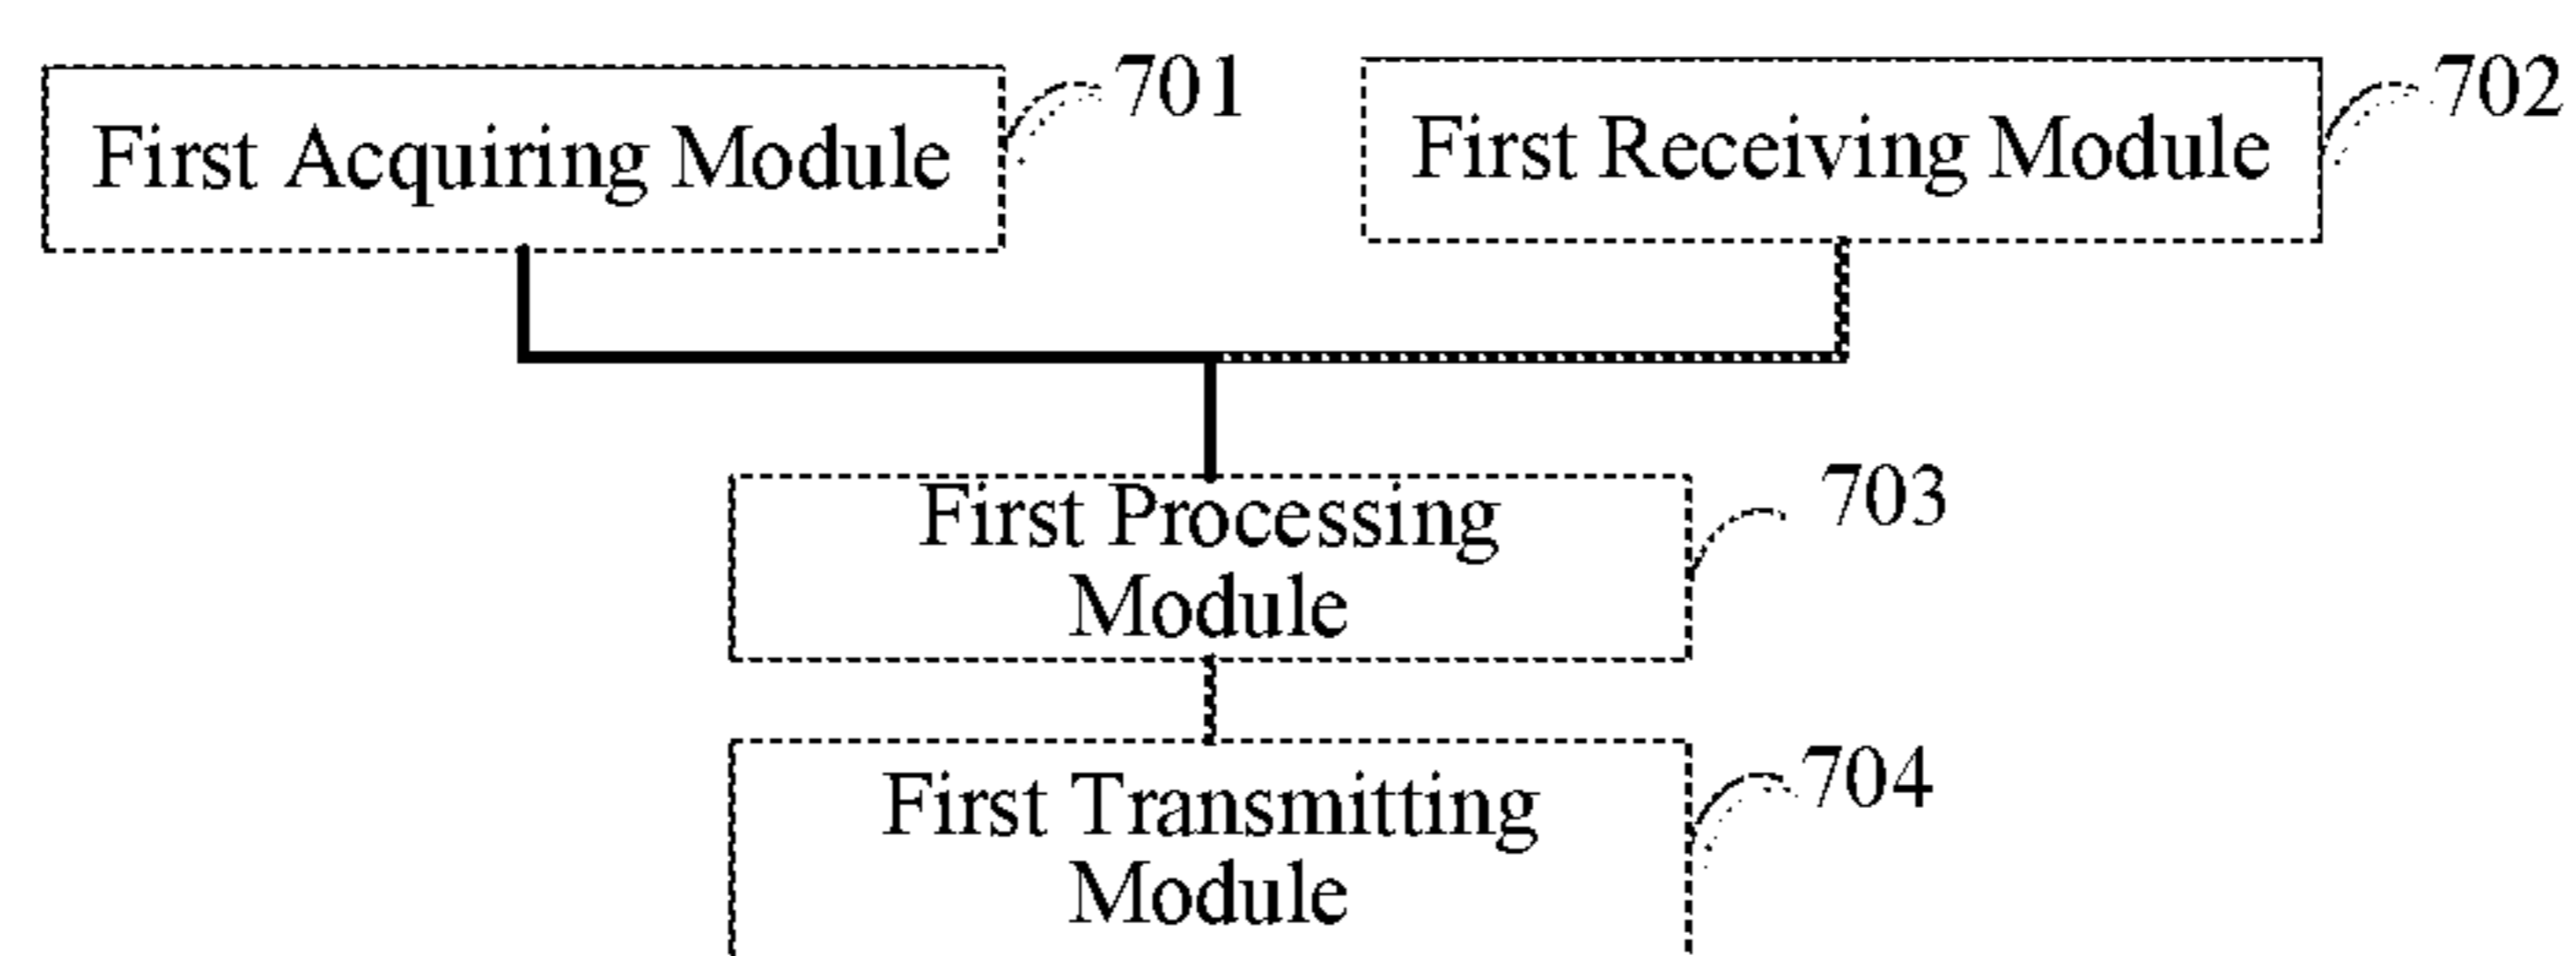 First Acquiring Module
701
First Receiving Module
702
First Processing
Module
703
First Transmitting
Module
704